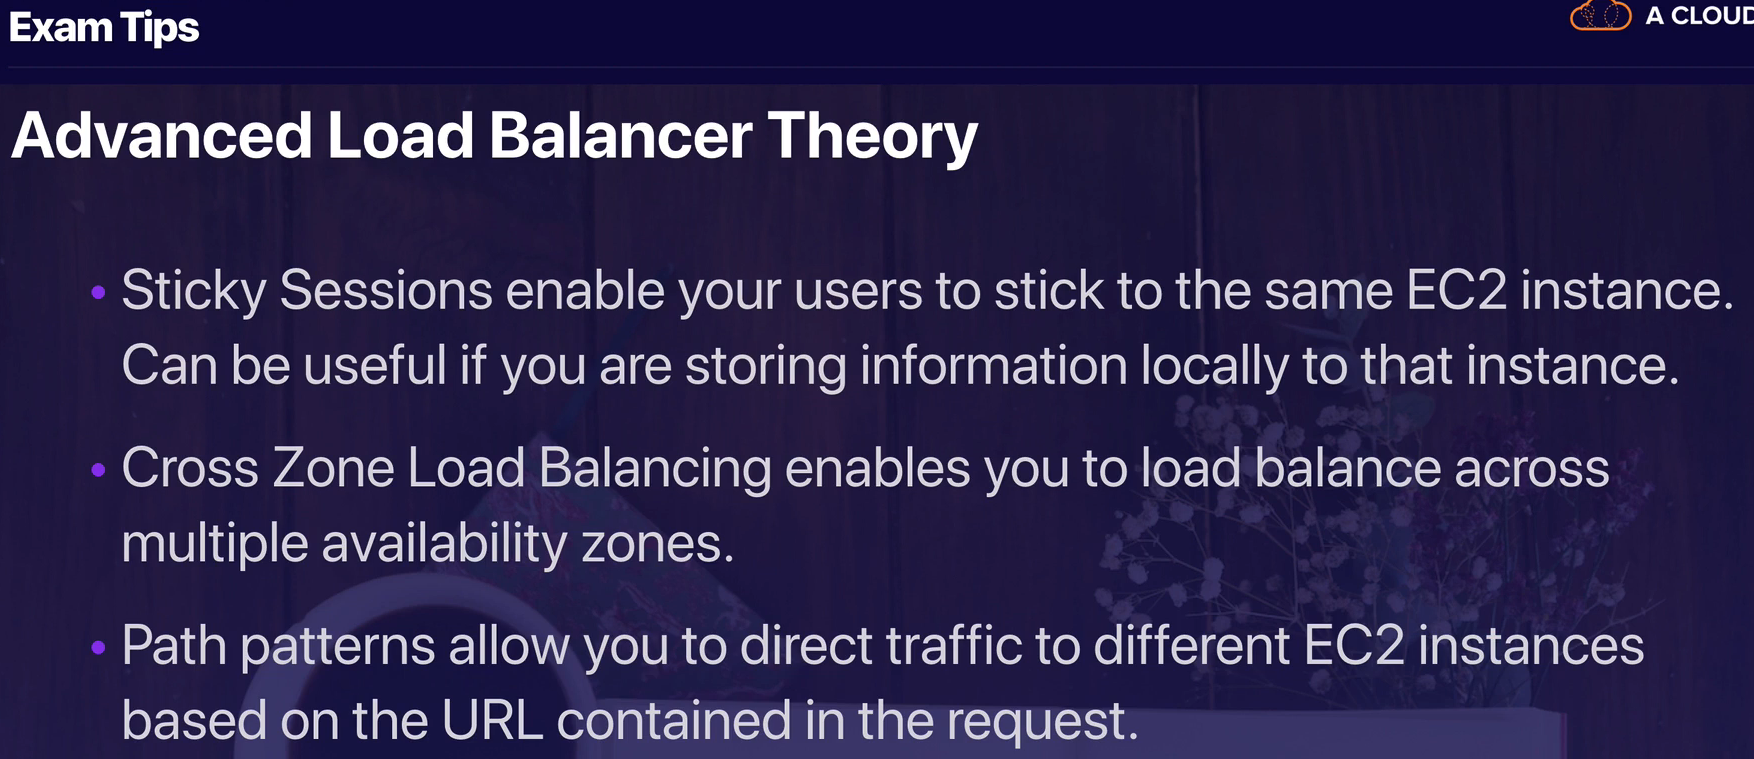 Exam Tips
A CLOUD
Advanced Load Balancer Theory
• Sticky Sessions enable your users to stick to the same EC2 instance.
Can be useful if you are storing information locally to that instance.
• Cross Zone Load Balancing enables you to load balance across
multiple availability zones.
• Path patterns allow you to direct traffic to different EC2 instances
based on the URL contained in the request.